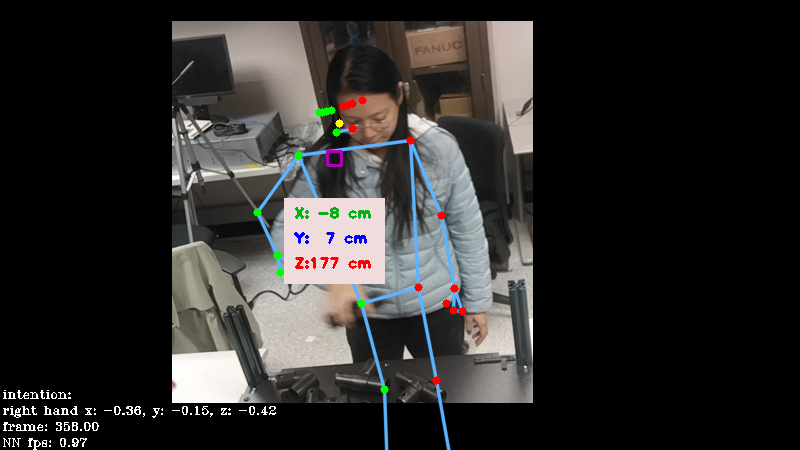 FANUC
X: -8 cm
Y: 7 cm
Z:177 cm
intention:
right hand x: -0.36, y: -0.15, z: -0.42
frame: 358.00
NN fps: 0.97